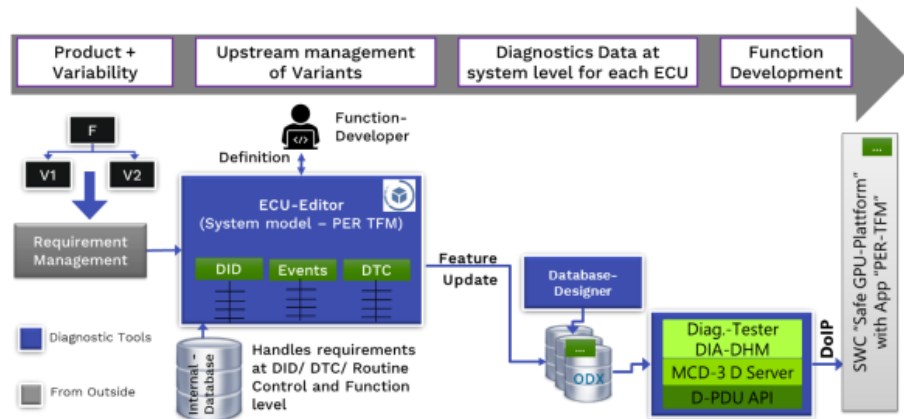 Product +
Variability
Upstream management
of Variants
Diagnostics Data at
system level for each ECU
Function
Development
F
V1
V2
Function-
Developer
Definition
Requirement
Management
ECU-Editor
(System model – PER TFM)
DID
Events
DTC
Feature
Update
Database-
Designer
...
ODX
Diag.-Tester
DIA-DHM
MCD-3 D Server
D-PDU API
DoIP
...
SWC "Safe GPU-Plattform"
with App "PER-TFM"
Diagnostic Tools
From Outside
Internal -
Database
Handles requirements
at DID/ DTC/ Routine
Control and Function
level